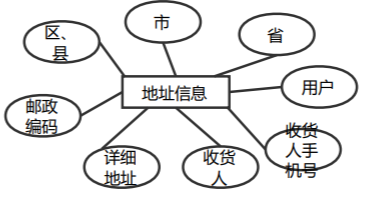 市
区、
县
省
地址信息
用户
邮政
编码
收货
人手
机号
详细
地址
收货
人